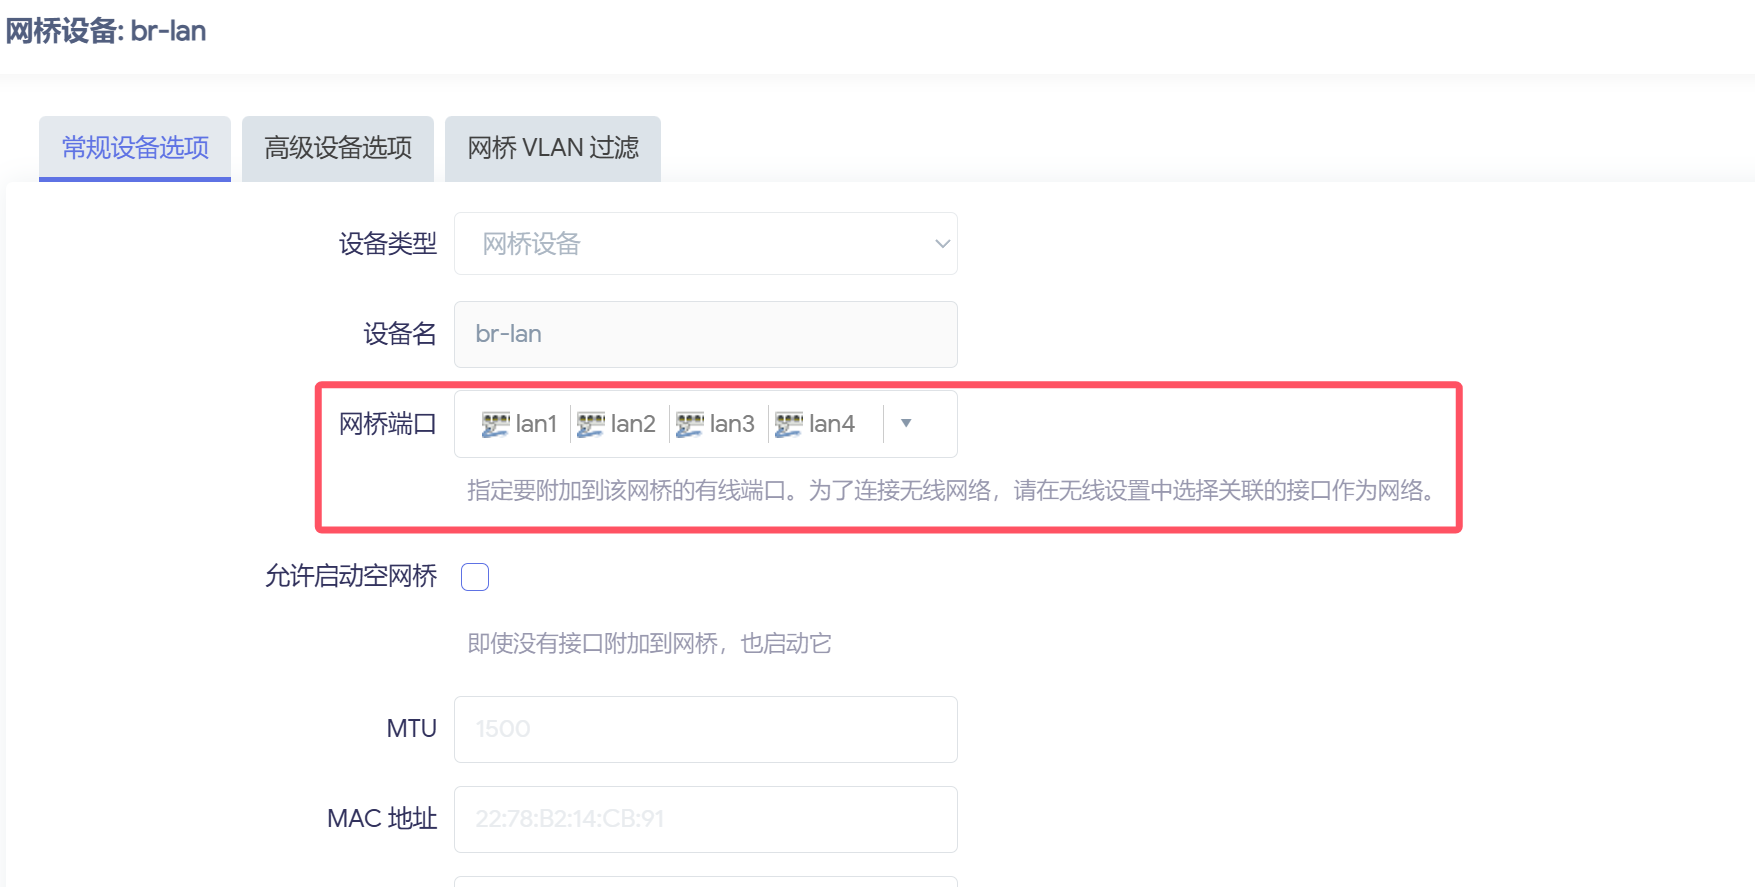 网桥设备: br-lan
常规设备选项 高级设备选项 网桥 VLAN 过滤
设备类型 网桥设备
设备名 br-lan
网桥端口 lan1 lan2 lan3 lan4
指定要附加到该网桥的有线端口。为了连接无线网络，请在无线设置中选择关联的接口作为网络。
允许启动空网桥
即使没有接口附加到网桥，也启动它
MTU 1500
MAC 地址 22:78:B2:14:CB:91